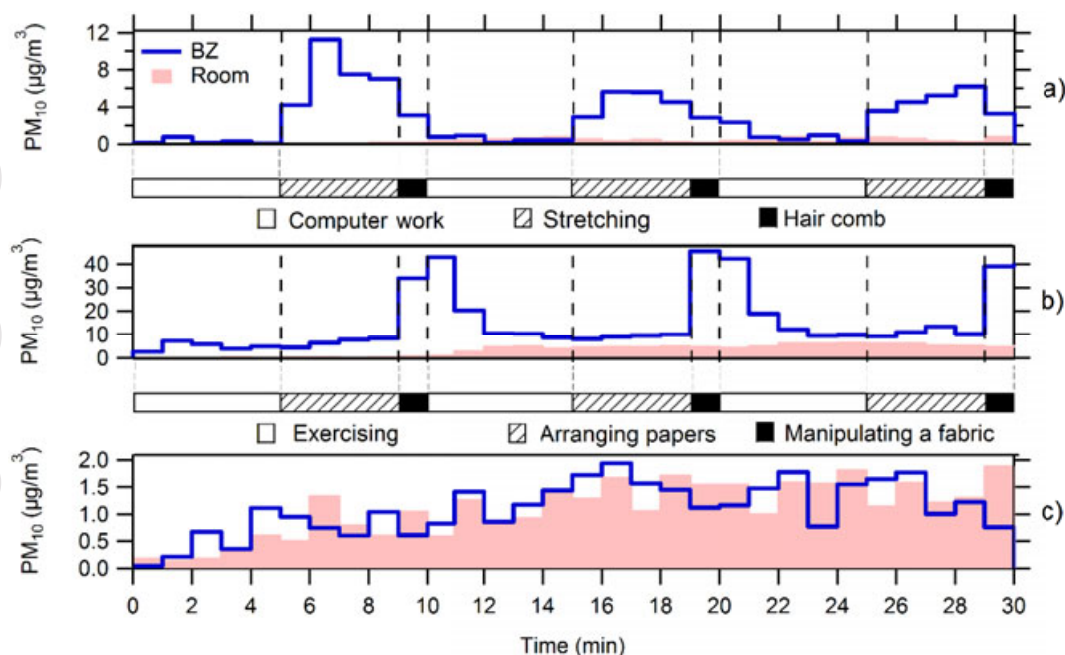 PM₁₀ (µg/m³)
12
8
4
0
BZ
Room
a)
Computer work
Stretching
Hair comb
PM₁₀ (µg/m³)
40
30
20
10
0
b)
Exercising
Arranging papers
Manipulating a fabric
PM₁₀ (µg/m³)
2.0
1.5
1.0
0.5
0.0
c)
0 2 4 6 8 10 12 14 16 18 20 22 24 26 28 30
Time (min)